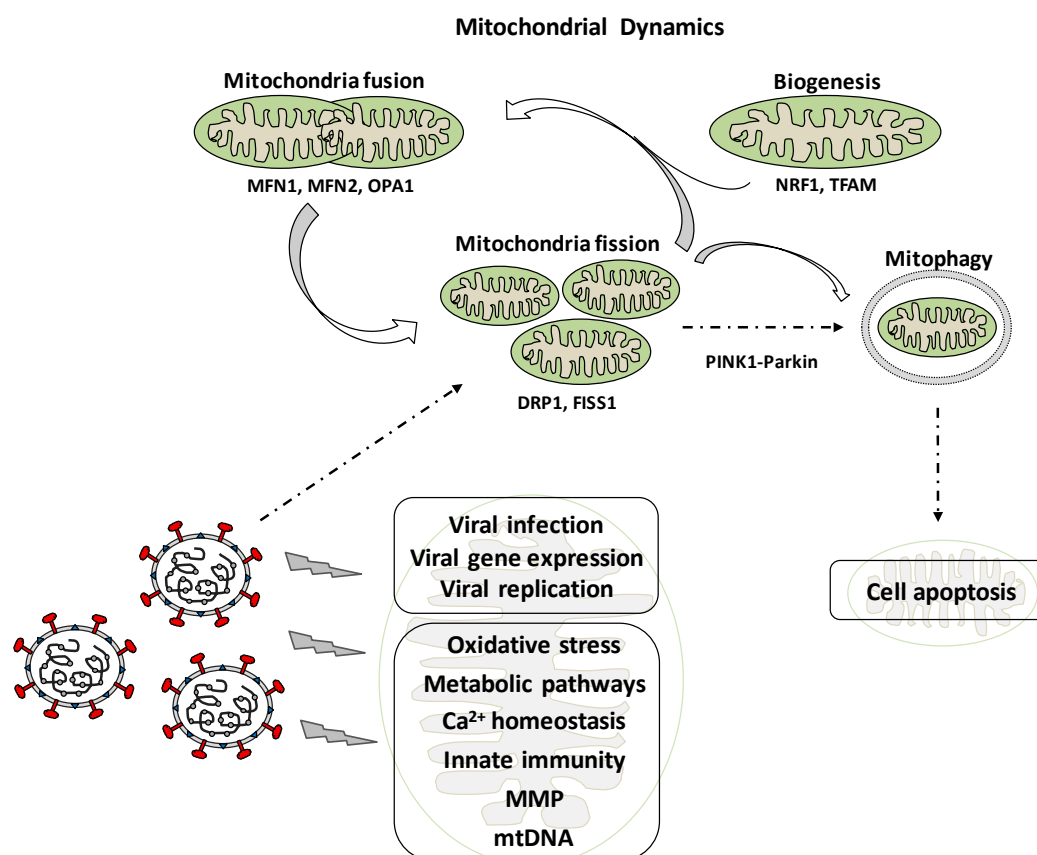 Mitochondrial Dynamics
Mitochondria fusion
MFN1, MFN2, OPA1
Biogenesis
NRF1, TFAM
Mitochondria fission
DRP1, FISS1
PINK1-Parkin
Mitophagy
Viral infection
Viral gene expression
Viral replication
Oxidative stress
Metabolic pathways
Ca²⁺ homeostasis
Innate immunity
MMP
mtDNA
Cell apoptosis